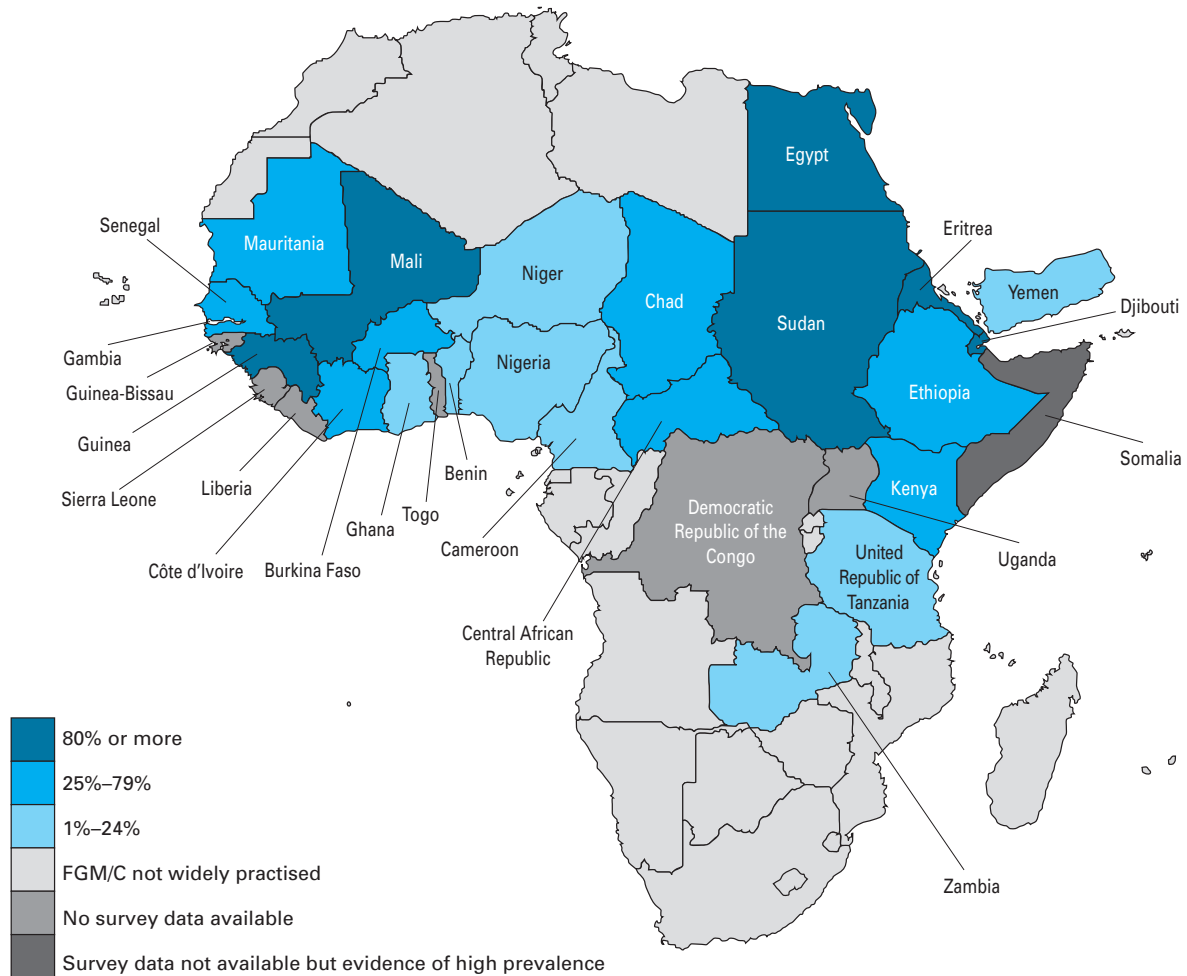 Egypt
Senegal
Eritrea
Mauritania
Mali
Niger
Chad
Yemen
Djibouti
Sudan
Gambia
Nigeria
Guinea-Bissau
Ethiopia
Guinea
Somalia
Sierra Leone
Liberia
Benin
Kenya
Ghana
Togo
Democratic
Republic of the
Congo
Cameroon
Uganda
Côte d’Ivoire
Burkina Faso
United
Republic of
Tanzania
Central African
Republic
Zambia
80% or more
25%–79%
1%–24%
FGM/C not widely practised
No survey data available
Survey data not available but evidence of high prevalence